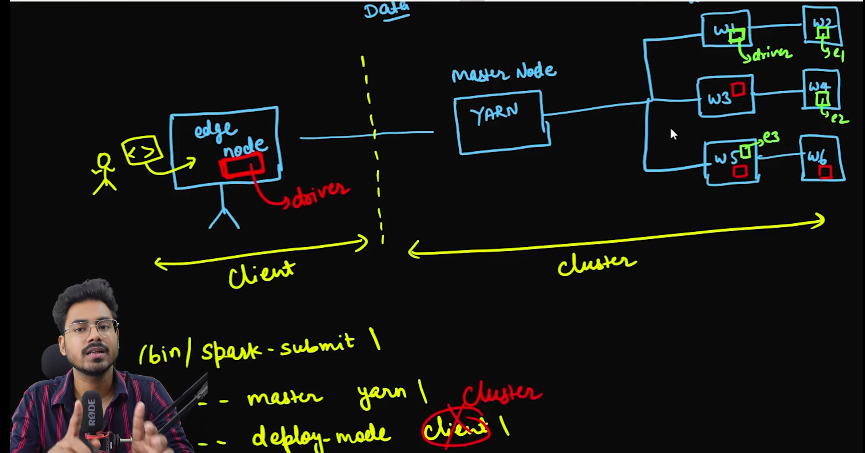 Data
Master Node
YARN
W1
driver
W2
e1
W3
W4
e2
W5
e3
W6
edge
node
driver
< >
client
cluster
/bin/spark-submit \
-- master yarn \
cluster
-- deploy-mode client \
RØDE